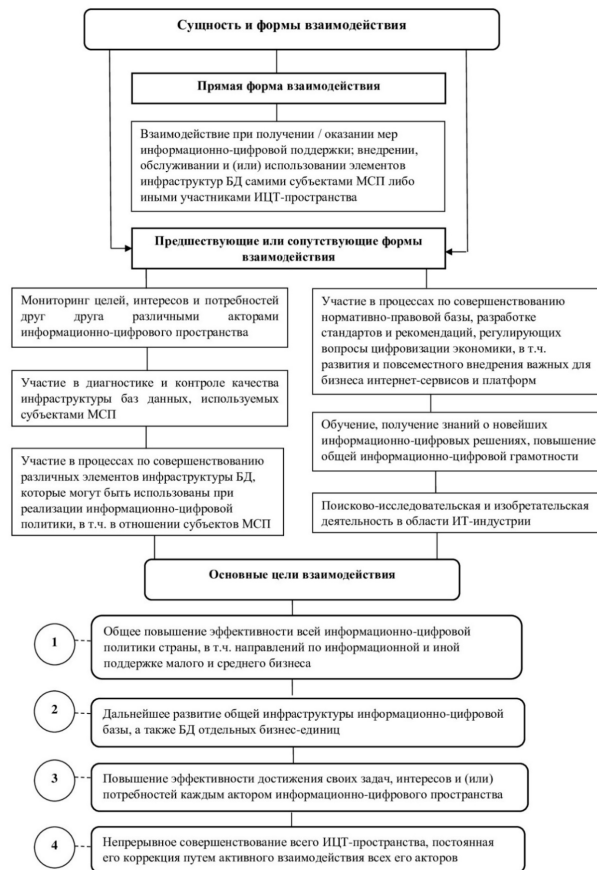 Сущность и формы взаимодействия
Прямая форма взаимодействия
Взаимодействие при получении / оказании мер
информационно-цифровой поддержки; внедрении,
обслуживании и (или) использовании элементов
инфраструктур БД самими субъектами МСП либо
иными участниками ИЦТ-пространства
Предшествующие или сопутствующие формы
взаимодействия
Мониторинг целей, интересов и потребностей
друг друга различными акторами
информационно-цифрового пространства
Участие в диагностике и контроле качества
инфраструктуры баз данных, используемых
субъектами МСП
Участие в процессах по совершенствованию
различных элементов инфраструктуры БД,
которые могут быть использованы при
реализации информационно-цифровой
политики, в т.ч. в отношении субъектов МСП
Участие в процессах по совершенствованию
нормативно-правовой базы, разработке
стандартов и рекомендаций, регулирующих
вопросы цифровизации экономики, в т.ч.
развития и повсеместного внедрения важных для
бизнеса интернет-сервисов и платформ
Обучение, получение знаний о новейших
информационно-цифровых решениях, повышение
общей информационно-цифровой грамотности
Поисково-исследовательская и изобретательская
деятельность в области ИТ-индустрии
Основные цели взаимодействия
1
Общее повышение эффективности всей информационно-цифровой
политики страны, в т.ч. направлений по информационной и иной
поддержке малого и среднего бизнеса
2
Дальнейшее развитие общей инфраструктуры информационно-цифровой
базы, а также БД отдельных бизнес-единиц
3
Повышение эффективности достижения своих задач, интересов и (или)
потребностей каждым актором информационно-цифрового пространства
4
Непрерывное совершенствование всего ИЦТ-пространства, постоянная
его коррекция путем активного взаимодействия всех его акторов